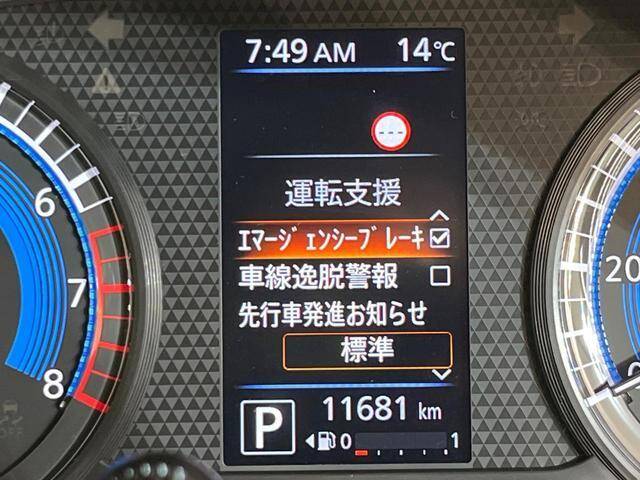 7:49 AM 14℃
---
運転支援
ｴﾏｰｼﾞｪﾝｼｰﾌﾞﾚｰｷ
車線逸脱警報
先行車発進お知らせ
標準
P
11681 km
0 1
6
7
8
OFF
20